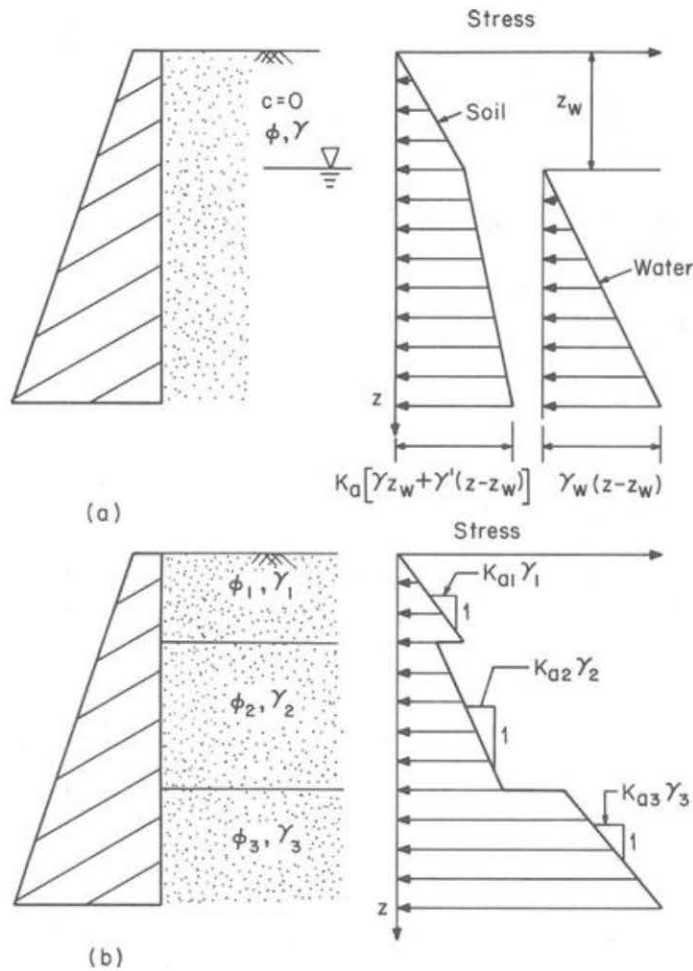 Stress
c=0
ϕ,γ
Soil
z_w
Water
z
K_a[γz_w+γ'(z-z_w)]
γ_w(z-z_w)
(a)
Stress
ϕ_1, γ_1
K_a1 γ_1
1
ϕ_2, γ_2
K_a2 γ_2
1
ϕ_3, γ_3
K_a3 γ_3
1
z
(b)